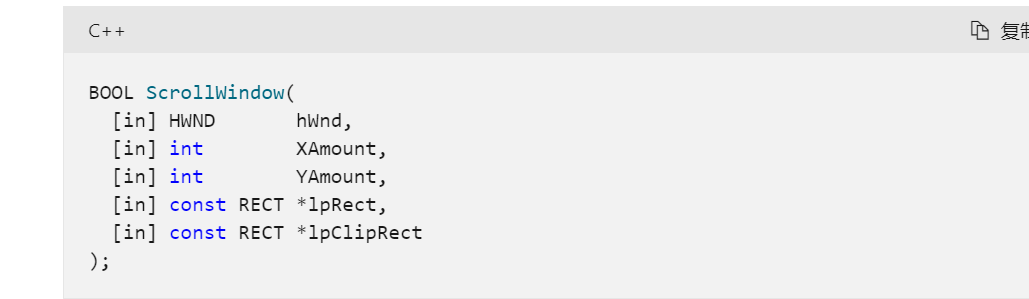 C++
复制
BOOL ScrollWindow(
  [in] HWND       hWnd,
  [in] int        XAmount,
  [in] int        YAmount,
  [in] const RECT *lpRect,
  [in] const RECT *lpClipRect
);